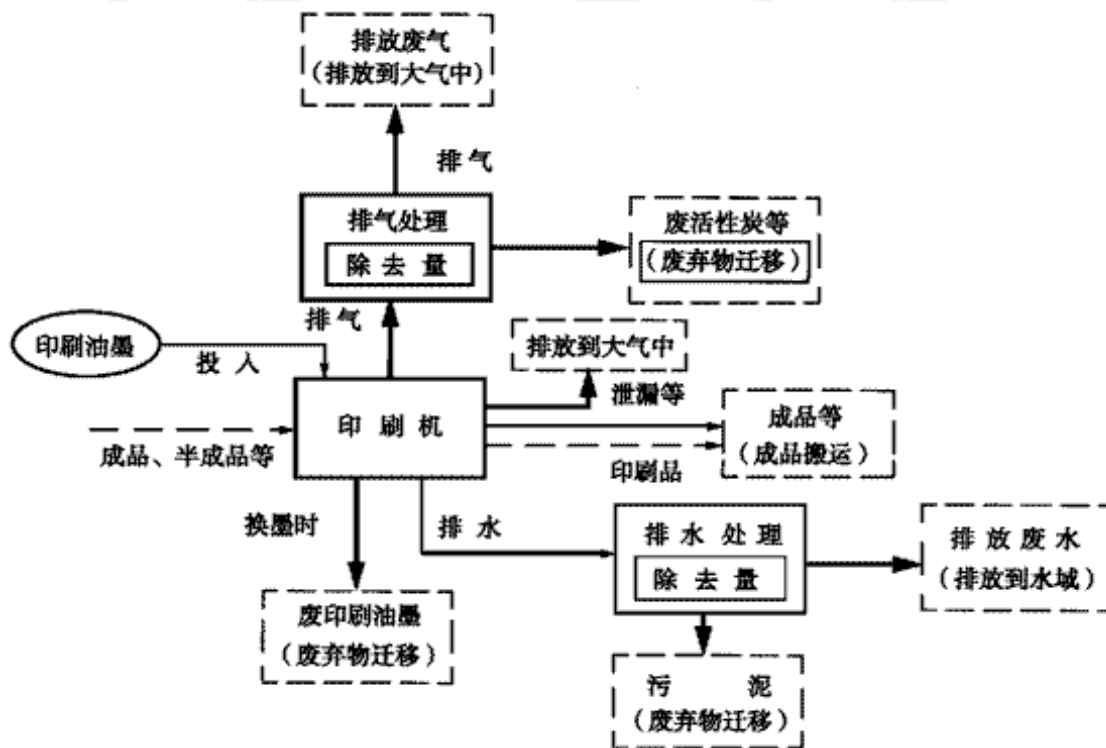 排放废气
(排放到大气中)
排气
排气处理
除去量
废活性炭等
(废弃物迁移)
排气
印刷油墨
投入
排放到大气中
泄漏等
印刷机
成品、半成品等
成品等
(成品搬运)
印刷品
换墨时
排水
排水处理
除去量
排放废水
(排放到水域)
废印刷油墨
(废弃物迁移)
污泥
(废弃物迁移)